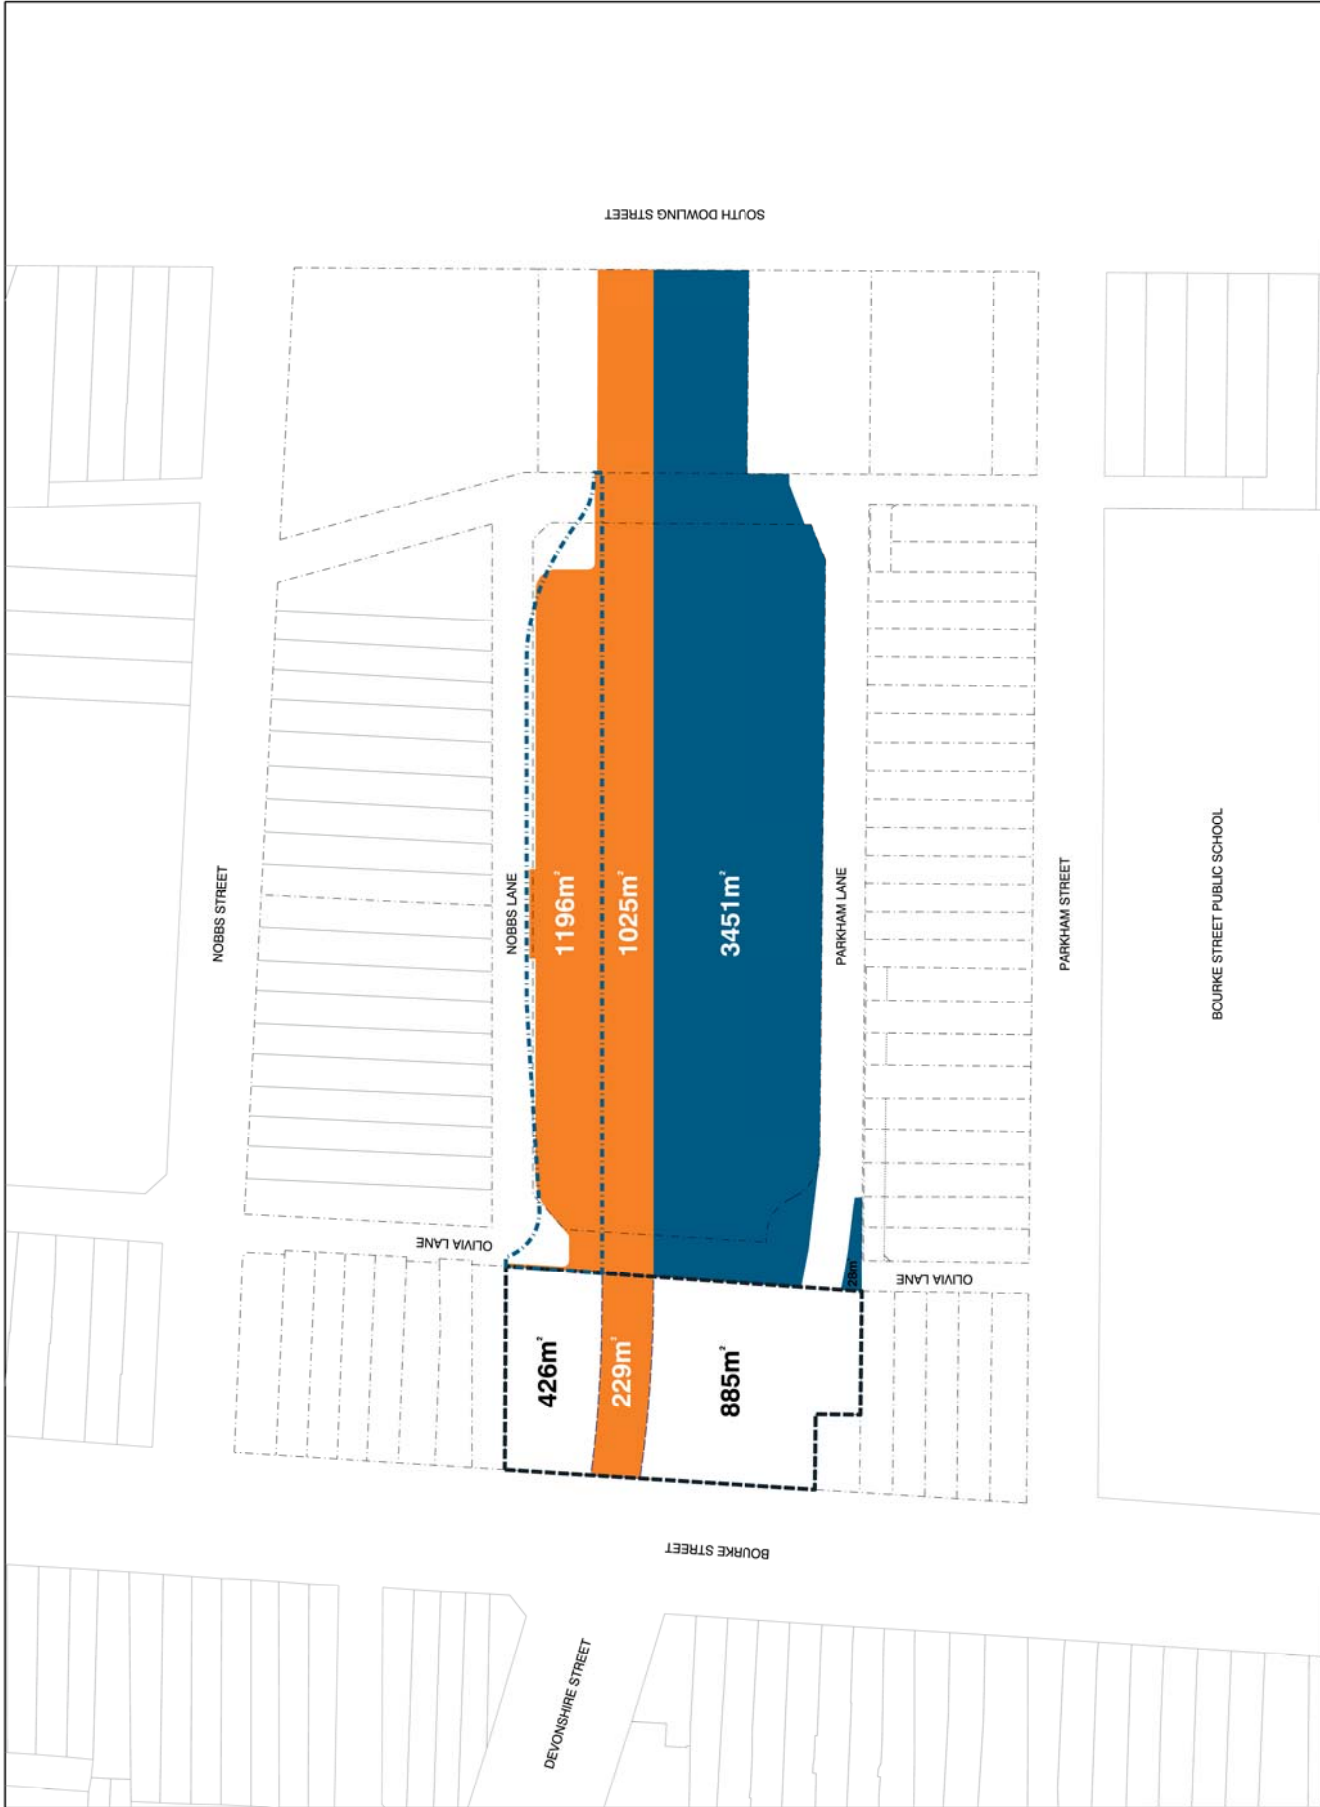 SOUTH DOWLING STREET
NOBBS STREET
NOBBS LANE
1196m²
1025m²
3451m²
PARKHAM LANE
PARKHAM STREET
BOURKE STREET PUBLIC SCHOOL
OLIVIA LANE
28m²
OLIVIA LANE
426m²
229m²
885m²
BOURKE STREET
DEVONSHIRE STREET